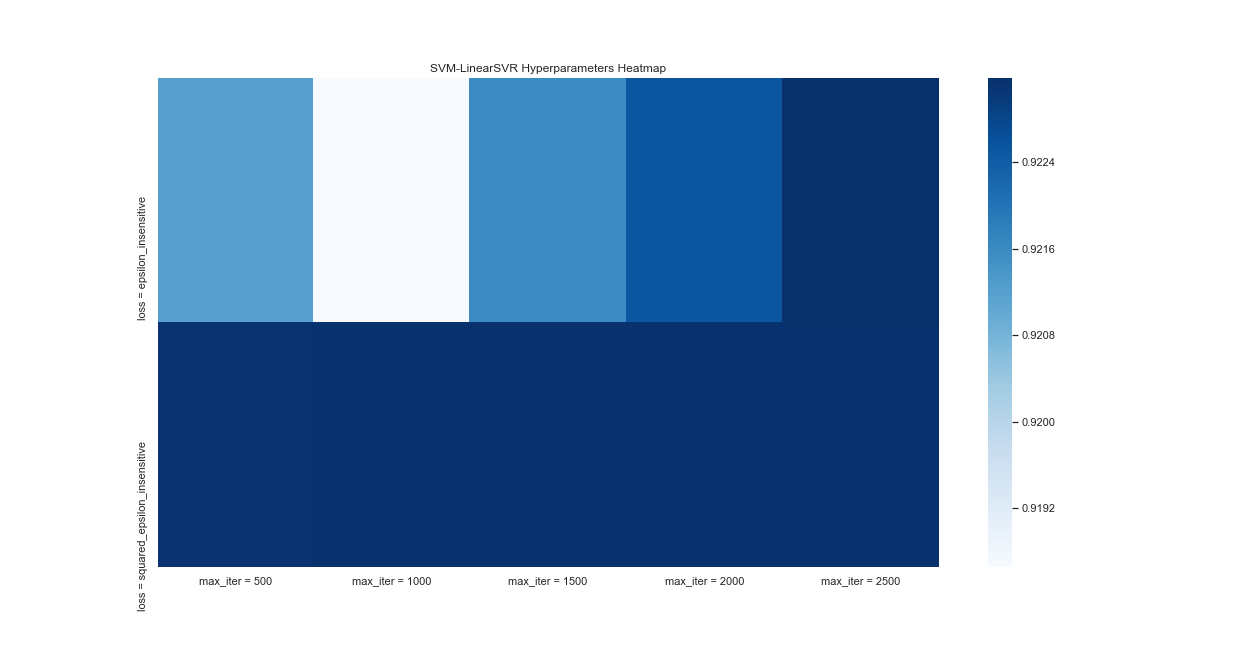 SVM-LinearSVR Hyperparameters Heatmap
loss = epsilon_insensitive
loss = squared_epsilon_insensitive
max_iter = 500
max_iter = 1000
max_iter = 1500
max_iter = 2000
max_iter = 2500
0.9224
0.9216
0.9208
0.9200
0.9192